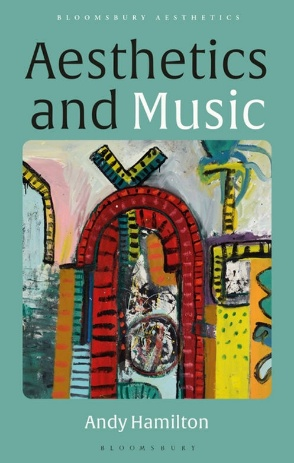 BLOOMSBURY AESTHETICS
Aesthetics
and Music
Andy Hamilton
BLOOMSBURY